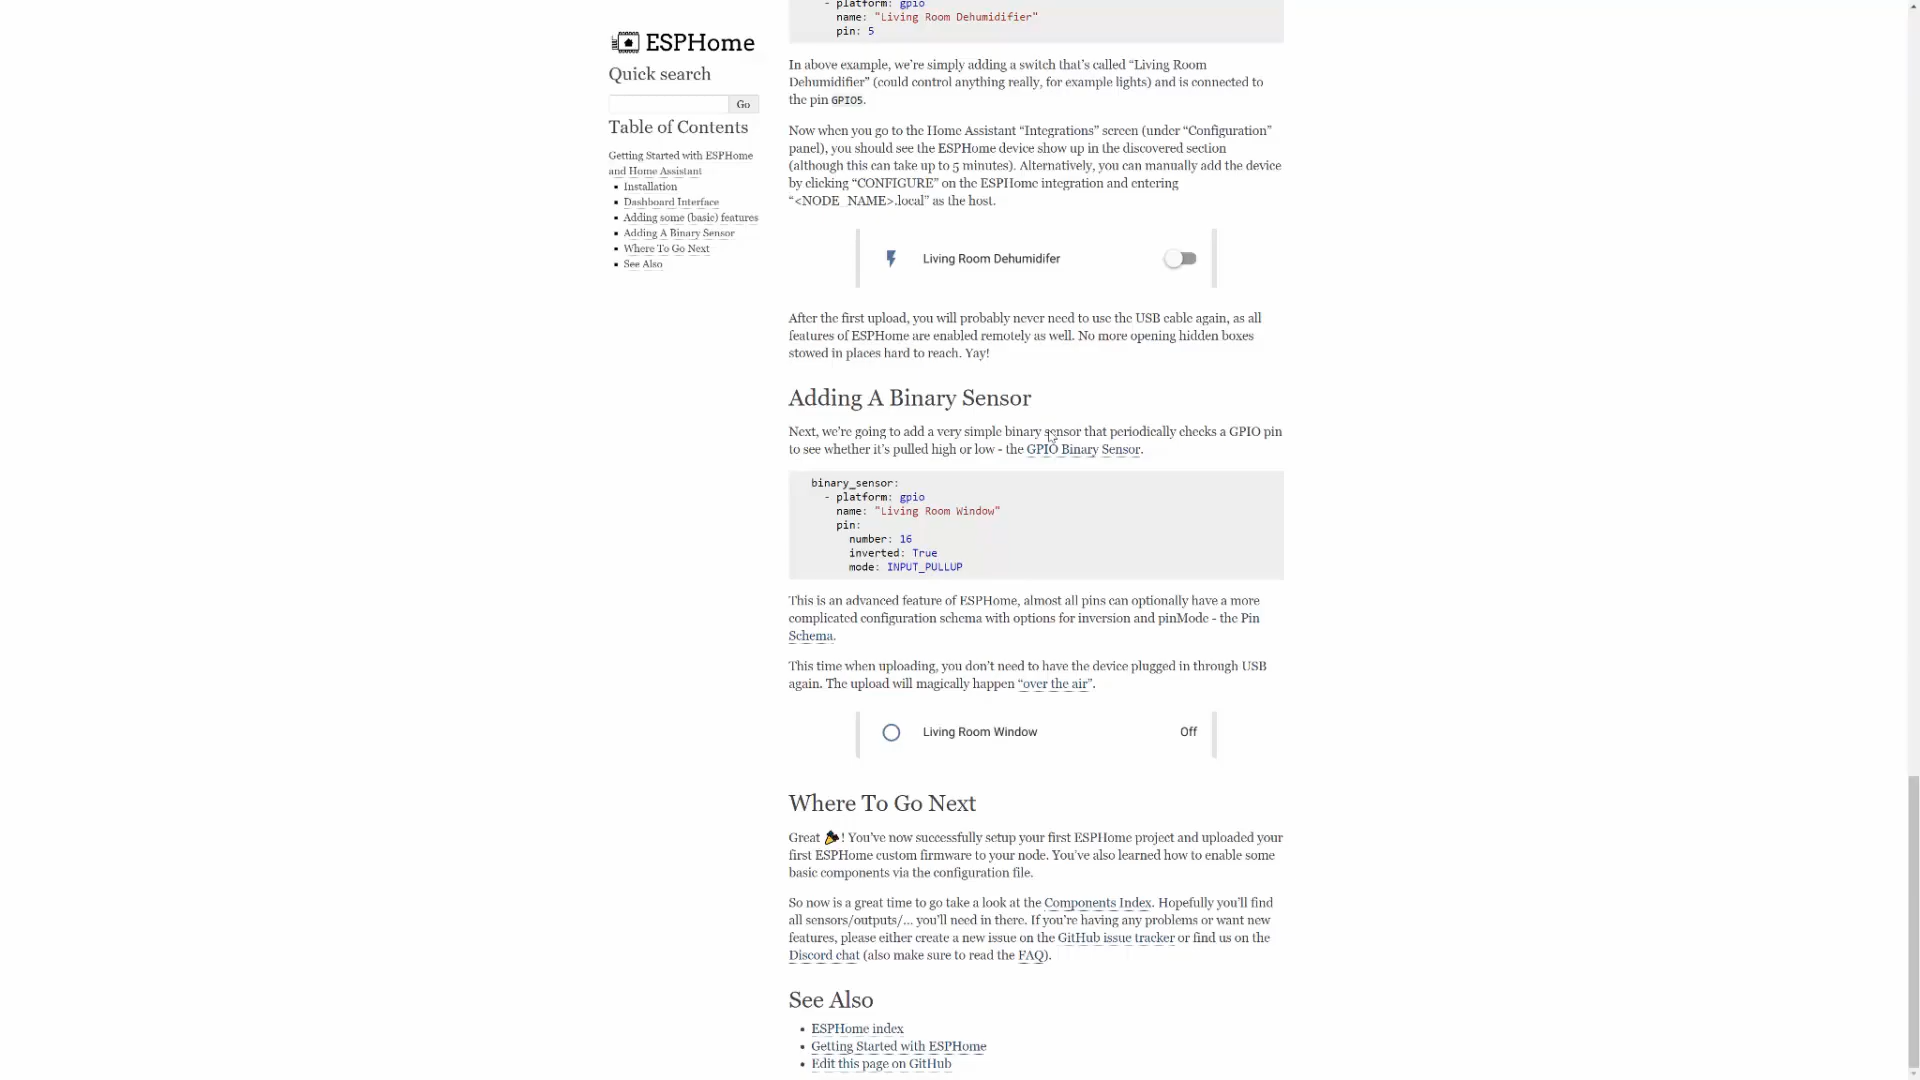 ESPHome
Quick search
Go
Table of Contents
Getting Started with ESPHome
and Home Assistant
▪ Installation
▪ Dashboard Interface
▪ Adding some (basic) features
▪ Adding A Binary Sensor
▪ Where To Go Next
▪ See Also
- platform: gpio
name: "Living Room Dehumidifier"
pin: 5
In above example, we’re simply adding a switch that’s called “Living Room
Dehumidifier” (could control anything really, for example lights) and is connected to
the pin GPIO5.
Now when you go to the Home Assistant “Integrations” screen (under “Configuration”
panel), you should see the ESPHome device show up in the discovered section
(although this can take up to 5 minutes). Alternatively, you can manually add the device
by clicking “CONFIGURE” on the ESPHome integration and entering
“<NODE_NAME>.local” as the host.
Living Room Dehumidifer
After the first upload, you will probably never need to use the USB cable again, as all
features of ESPHome are enabled remotely as well. No more opening hidden boxes
stowed in places hard to reach. Yay!
Adding A Binary Sensor
Next, we’re going to add a very simple binary sensor that periodically checks a GPIO pin
to see whether it’s pulled high or low - the GPIO Binary Sensor.
binary_sensor:
- platform: gpio
name: "Living Room Window"
pin:
number: 16
inverted: True
mode: INPUT_PULLUP
This is an advanced feature of ESPHome, almost all pins can optionally have a more
complicated configuration schema with options for inversion and pinMode - the Pin
Schema.
This time when uploading, you don’t need to have the device plugged in through USB
again. The upload will magically happen “over the air”.
Living Room Window Off
Where To Go Next
Great 🎉! You’ve now successfully setup your first ESPHome project and uploaded your
first ESPHome custom firmware to your node. You’ve also learned how to enable some
basic components via the configuration file.
So now is a great time to go take a look at the Components Index. Hopefully you’ll find
all sensors/outputs/… you’ll need in there. If you’re having any problems or want new
features, please either create a new issue on the GitHub issue tracker or find us on the
Discord chat (also make sure to read the FAQ).
See Also
• ESPHome index
• Getting Started with ESPHome
• Edit this page on GitHub